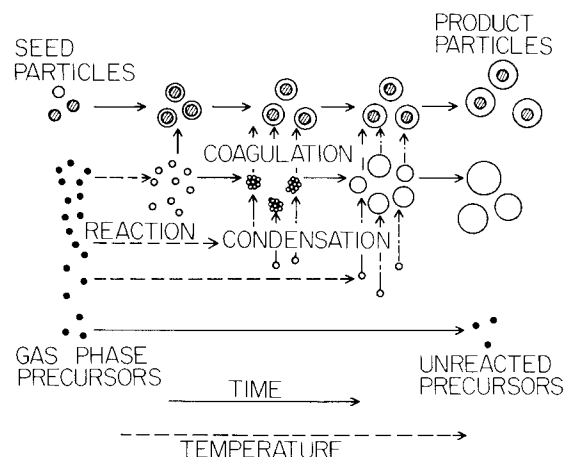 SEED
PARTICLES
PRODUCT
PARTICLES
COAGULATION
REACTION
CONDENSATION
GAS PHASE
PRECURSORS
UNREACTED
PRECURSORS
TIME
TEMPERATURE